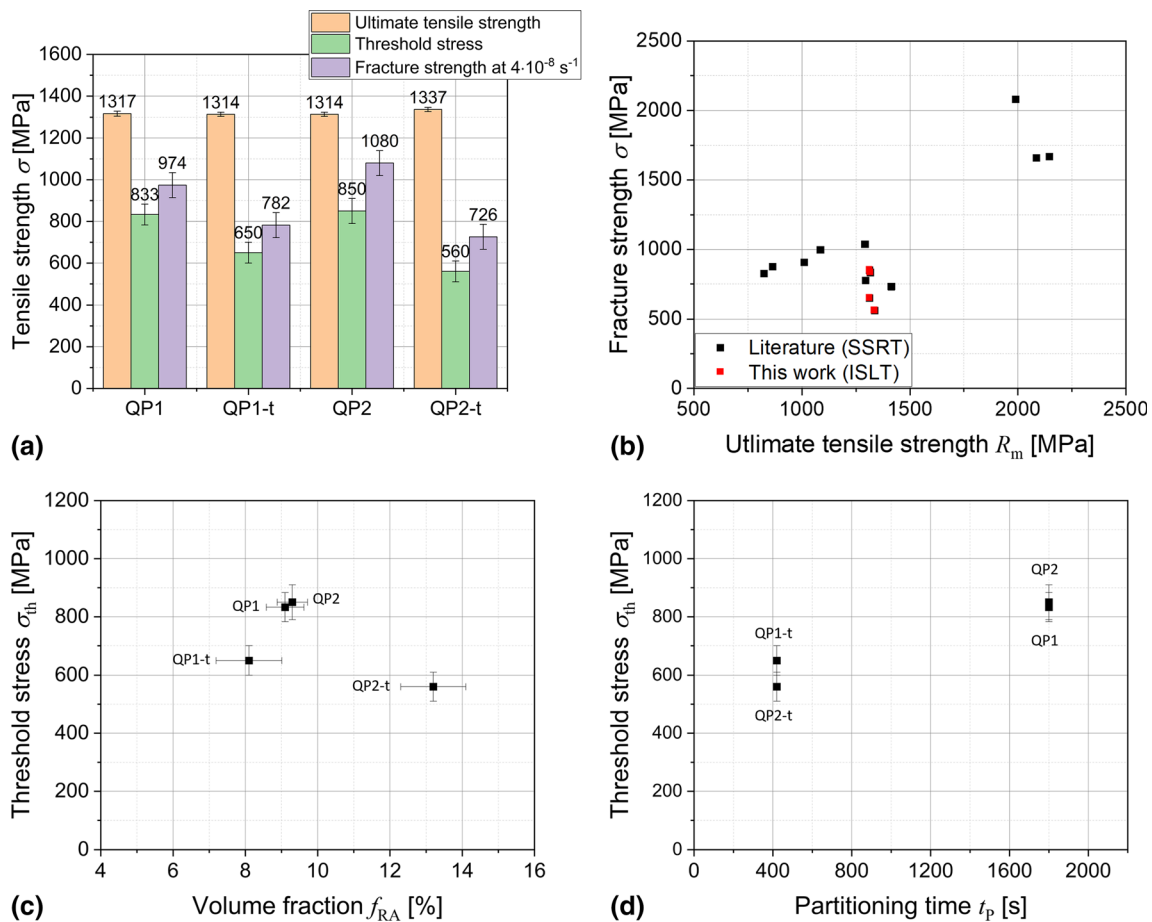 Ultimate tensile strength
Threshold stress
Fracture strength at 4·10⁻⁸ s⁻¹
1600
1400
1200
1000
800
600
400
200
0
Tensile strength σ [MPa]
1317
833
974
1314
650
782
1314
850
1080
1337
560
726
QP1
QP1-t
QP2
QP2-t
(a)
2500
2000
1500
1000
500
0
Fracture strength σ [MPa]
Literature (SSRT)
This work (ISLT)
500
1000
1500
2000
2500
Utlimate tensile strength Rm [MPa]
(b)
1200
1000
800
600
400
200
0
Threshold stress σth [MPa]
QP1
QP2
QP1-t
QP2-t
4
6
8
10
12
14
16
Volume fraction fRA [%]
(c)
1200
1000
800
600
400
200
0
Threshold stress σth [MPa]
QP2
QP1
QP1-t
QP2-t
0
400
800
1200
1600
2000
Partitioning time tP [s]
(d)